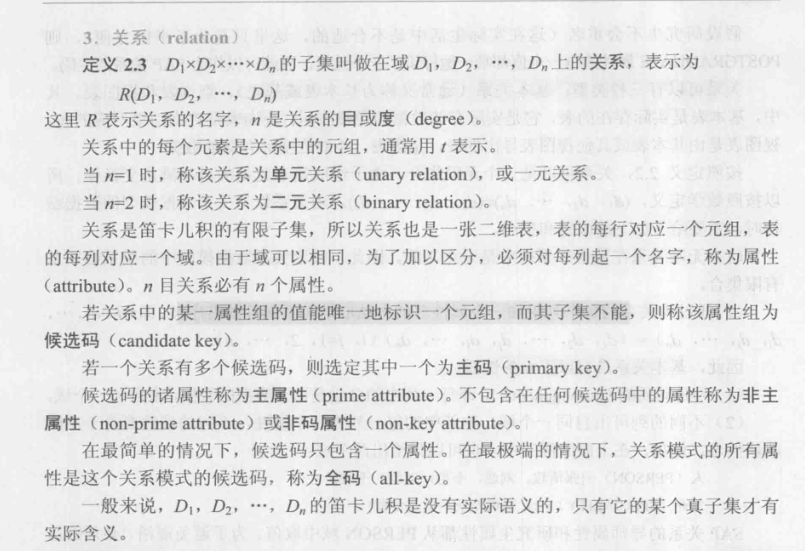 3. 关系（relation）
定义 2.3 D₁×D₂×…×Dₙ的子集叫做在域 D₁，D₂，…，Dₙ上的关系，表示为
R(D₁，D₂，…，Dₙ)
这里 R 表示关系的名字，n 是关系的目或度（degree）。
关系中的每个元素是关系中的元组，通常用 t 表示。
当 n=1 时，称该关系为单元关系（unary relation），或一元关系。
当 n=2 时，称该关系为二元关系（binary relation）。
关系是笛卡儿积的有限子集，所以关系也是一张二维表，表的每行对应一个元组，表
的每列对应一个域。由于域可以相同，为了加以区分，必须对每列起一个名字，称为属性
（attribute）。n 目关系必有 n 个属性。
若关系中的某一属性组的值能唯一地标识一个元组，而其子集不能，则称该属性组为
候选码（candidate key）。
若一个关系有多个候选码，则选定其中一个为主码（primary key）。
候选码的诸属性称为主属性（prime attribute）。不包含在任何候选码中的属性称为非主
属性（non-prime attribute）或非码属性（non-key attribute）。
在最简单的情况下，候选码只包含一个属性。在最极端的情况下，关系模式的所有属
性是这个关系模式的候选码，称为全码（all-key）。
一般来说，D₁，D₂，…，Dₙ的笛卡儿积是没有实际语义的，只有它的某个真子集才有
实际含义。